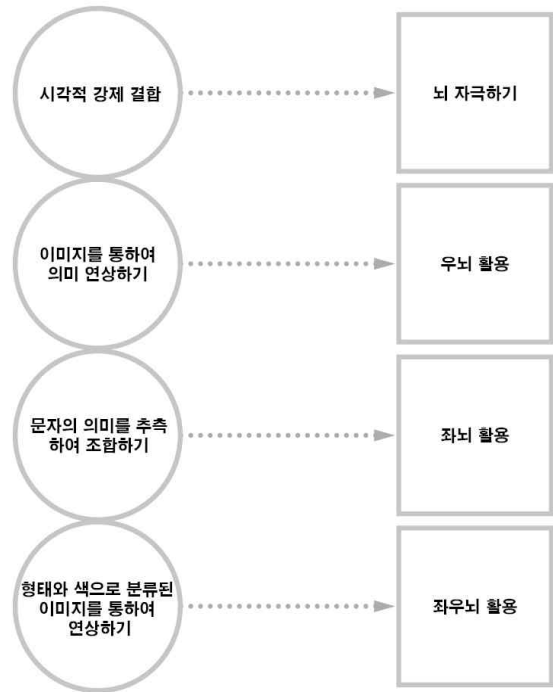 시각적 강제 결합
뇌 자극하기
이미지를 통하여
의미 연상하기
우뇌 활용
문자의 의미를 추측
하여 조합하기
좌뇌 활용
형태와 색으로 분류된
이미지를 통하여
연상하기
좌우뇌 활용